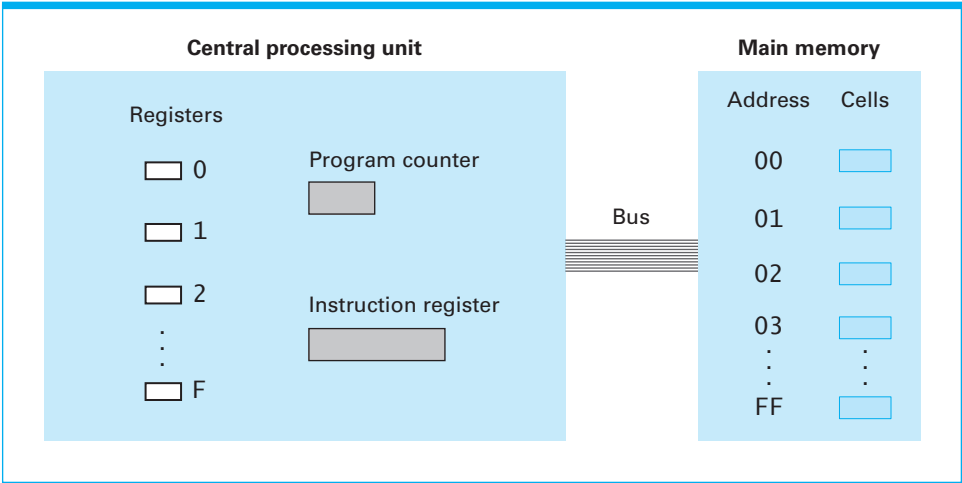 Central processing unit
Registers
0
1
2
.
.
.
F
Program counter
Instruction register
Bus
Main memory
Address Cells
00
01
02
03
. .
. .
. .
FF